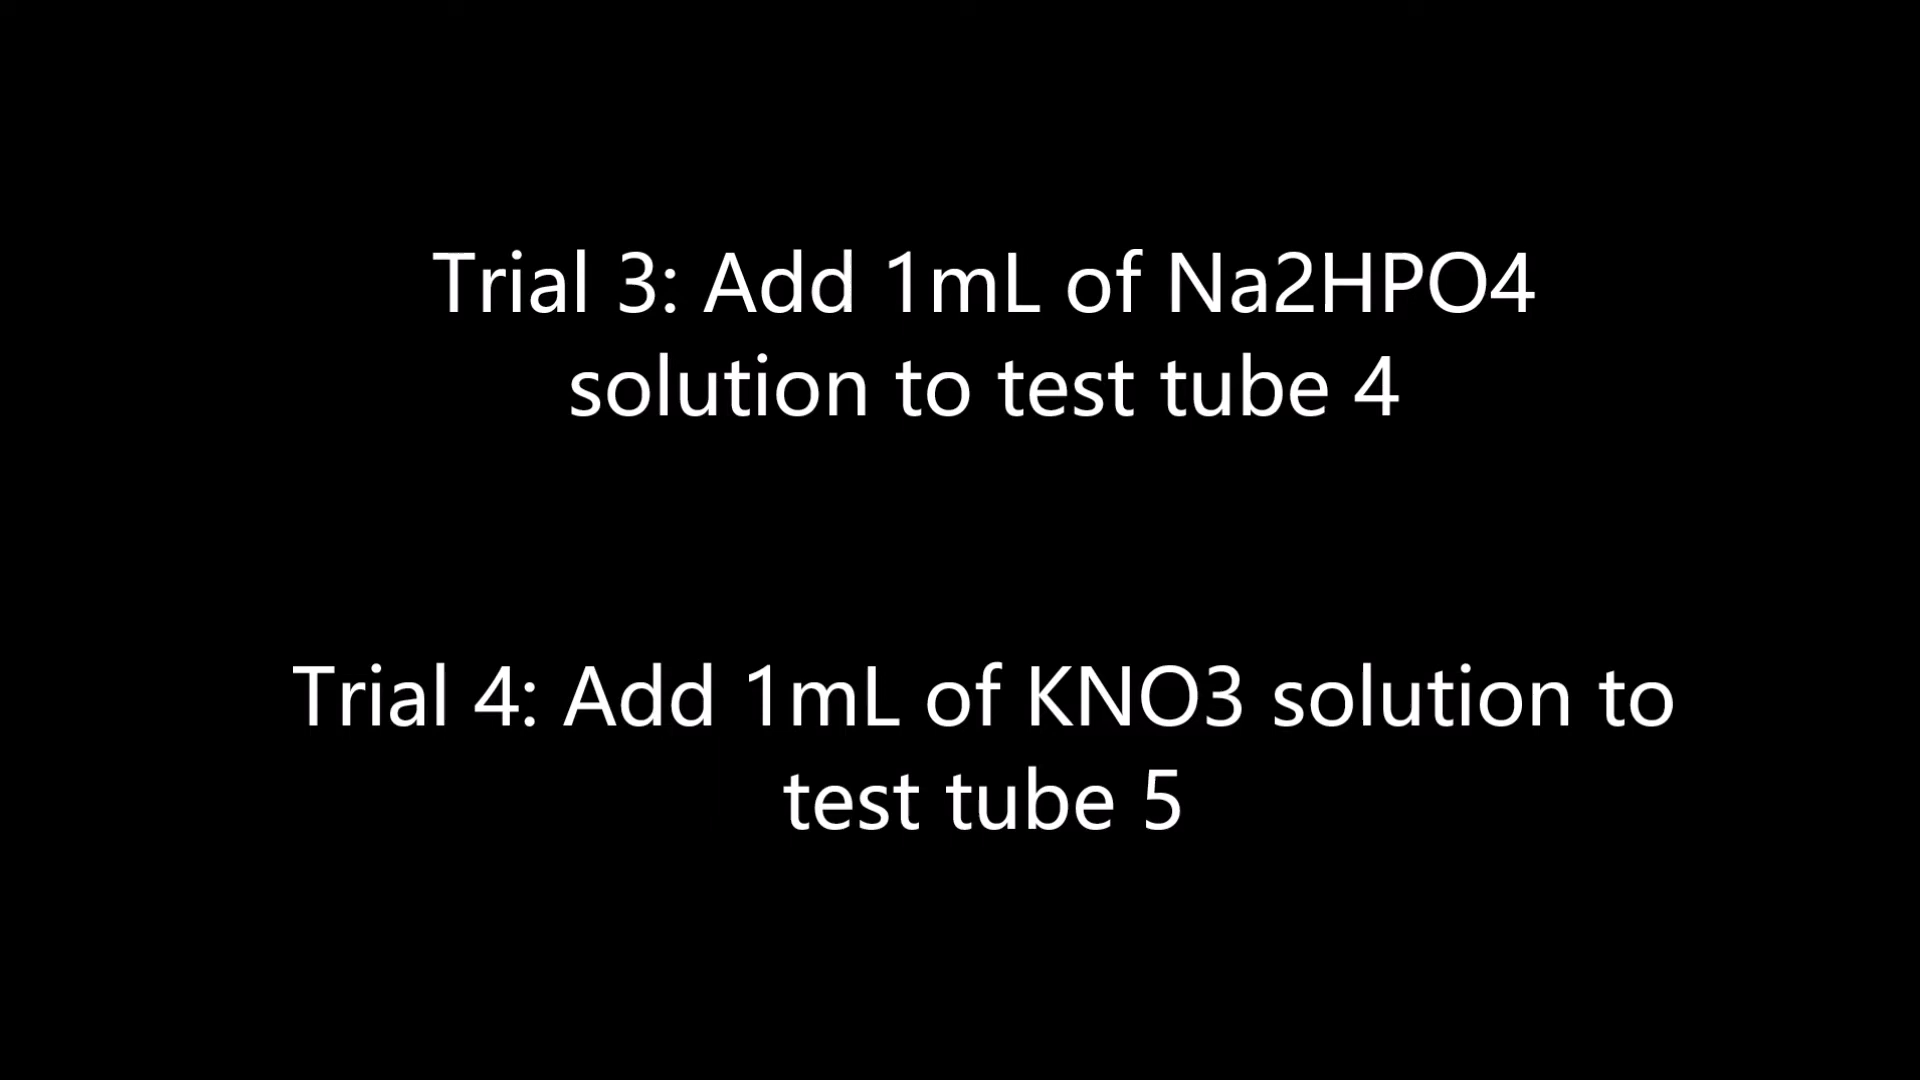 Trial 3: Add 1mL of Na2HPO4
solution to test tube 4
Trial 4: Add 1mL of KNO3 solution to
test tube 5